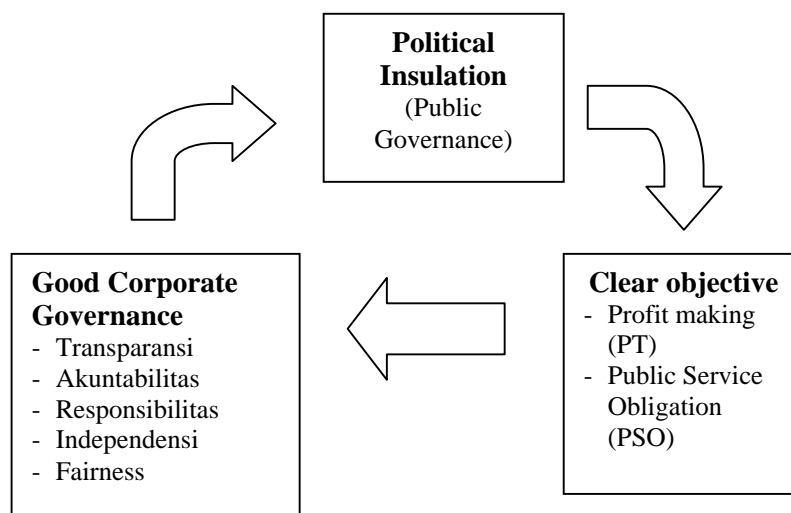 Political
Insulation
(Public
Governance)
Good Corporate
Governance
- Transparansi
- Akuntabilitas
- Responsibilitas
- Independensi
- Fairness
Clear objective
- Profit making
(PT)
- Public Service
Obligation
(PSO)